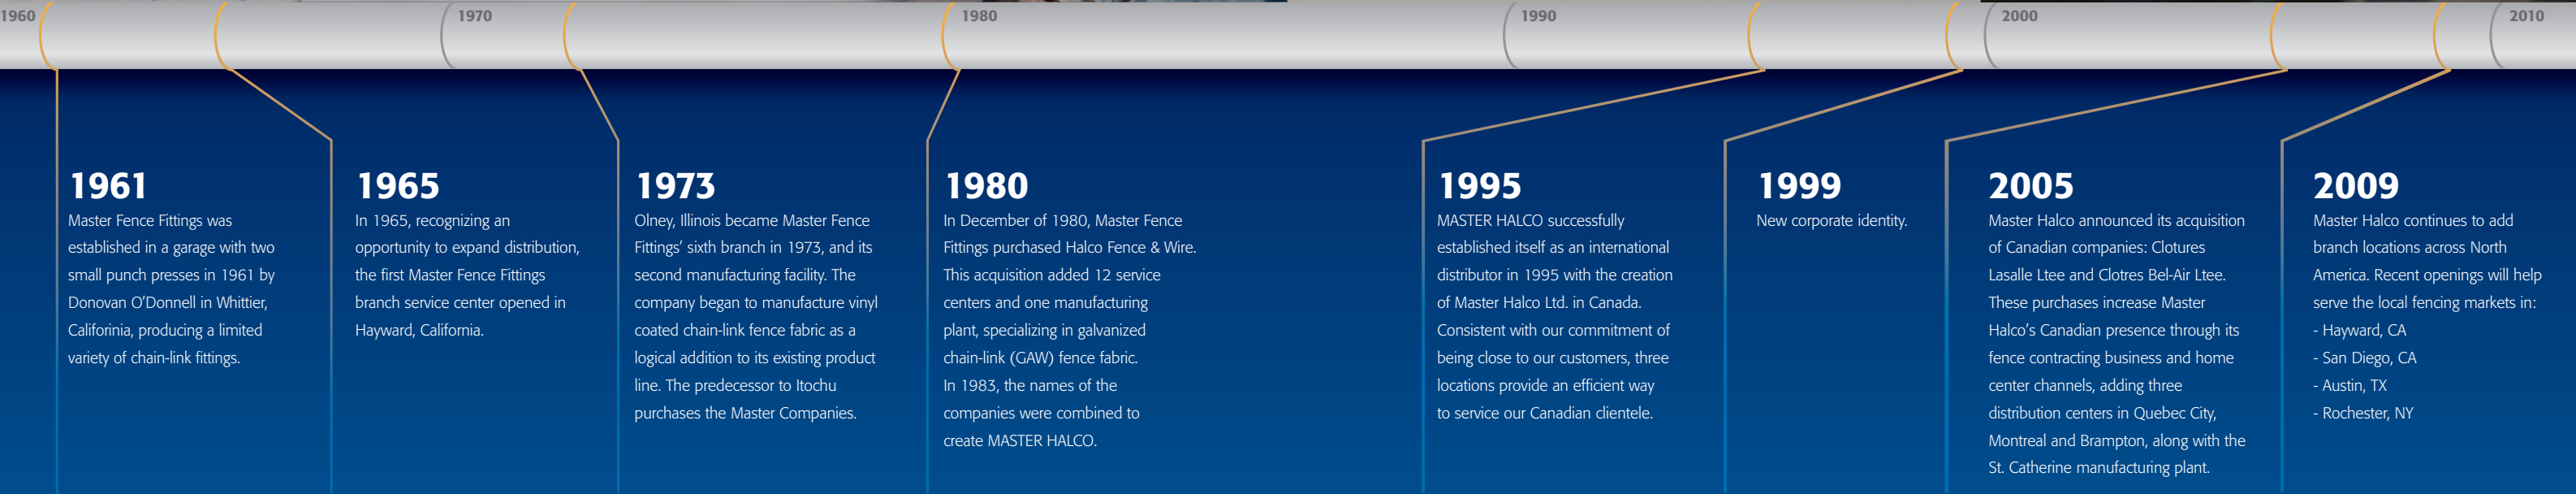 1960
1970
1980
1990
2000
2010
1961
Master Fence Fittings was
established in a garage with two
small punch presses in 1961 by
Donovan O'Donnell in Whittier,
Califorinia, producing a limited
variety of chain-link fittings.
1965
In 1965, recognizing an
opportunity to expand distribution,
the first Master Fence Fittings
branch service center opened in
Hayward, California.
1973
Olney, Illinois became Master Fence
Fittings' sixth branch in 1973, and its
second manufacturing facility. The
company began to manufacture vinyl
coated chain-link fence fabric as a
logical addition to its existing product
line. The predecessor to Itochu
purchases the Master Companies.
1980
In December of 1980, Master Fence
Fittings purchased Halco Fence & Wire.
This acquisition added 12 service
centers and one manufacturing
plant, specializing in galvanized
chain-link (GAW) fence fabric.
In 1983, the names of the
companies were combined to
create MASTER HALCO.
1995
MASTER HALCO successfully
established itself as an international
distributor in 1995 with the creation
of Master Halco Ltd. in Canada.
Consistent with our commitment of
being close to our customers, three
locations provide an efficient way
to service our Canadian clientele.
1999
New corporate identity.
2005
Master Halco announced its acquisition
of Canadian companies: Clotures
Lasalle Ltee and Clotres Bel-Air Ltee.
These purchases increase Master
Halco's Canadian presence through its
fence contracting business and home
center channels, adding three
distribution centers in Quebec City,
Montreal and Brampton, along with the
St. Catherine manufacturing plant.
2009
Master Halco continues to add
branch locations across North
America. Recent openings will help
serve the local fencing markets in:
- Hayward, CA
- San Diego, CA
- Austin, TX
- Rochester, NY